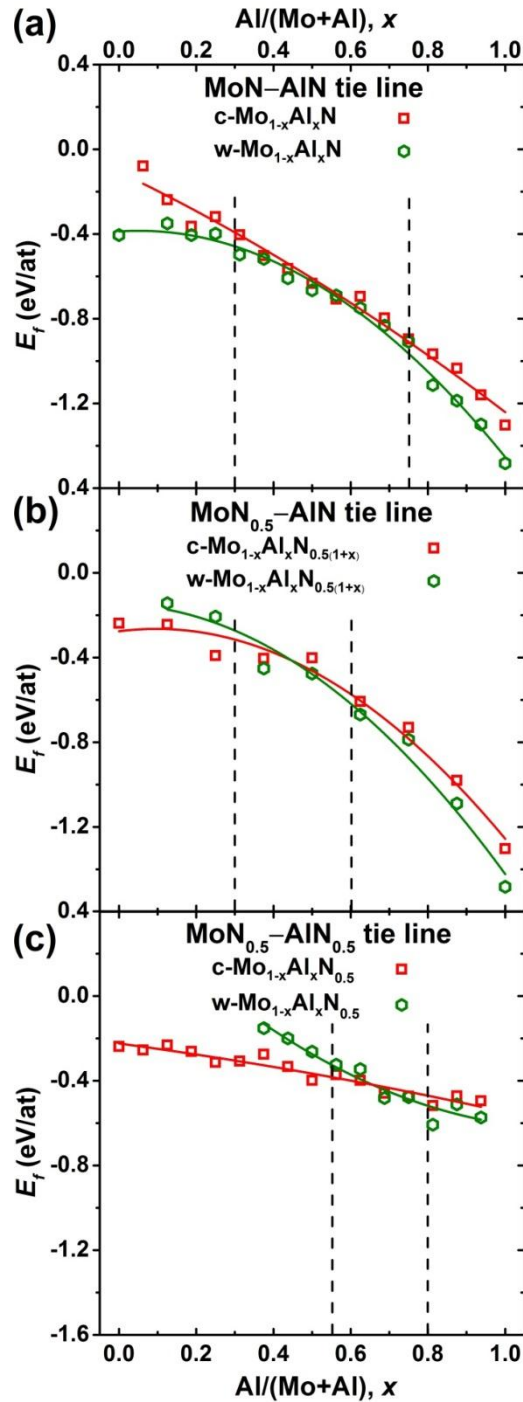 Al/(Mo+Al), x
0.0 0.2 0.4 0.6 0.8 1.0
(a)
MoN–AlN tie line
c-Mo₁₋ₓAlₓN
w-Mo₁₋ₓAlₓN
0.4
0.0
-0.4
-0.8
-1.2
E_f (eV/at)
(b)
MoN₀.₅–AlN tie line
c-Mo₁₋ₓAlₓN₀.₅₍₁₊ₓ₎
w-Mo₁₋ₓAlₓN₀.₅₍₁₊ₓ₎
0.4
0.0
-0.4
-0.8
-1.2
E_f (eV/at)
(c)
MoN₀.₅–AlN₀.₅ tie line
c-Mo₁₋ₓAlₓN₀.₅
w-Mo₁₋ₓAlₓN₀.₅
0.4
0.0
-0.4
-0.8
-1.2
-1.6
E_f (eV/at)
0.0 0.2 0.4 0.6 0.8 1.0
Al/(Mo+Al), x